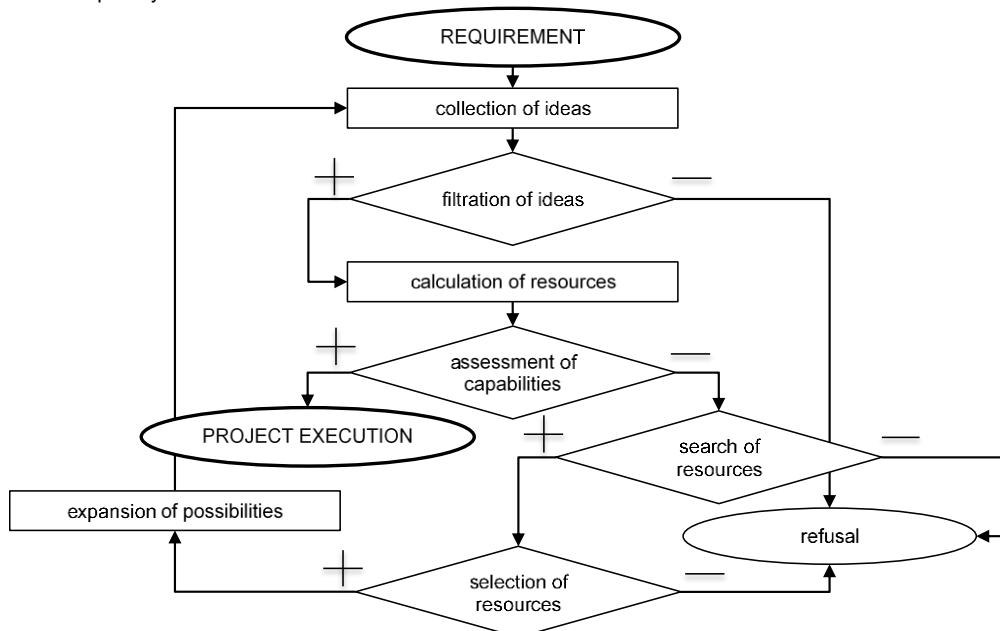 REQUIREMENT
collection of ideas
+
—
filtration of ideas
calculation of resources
+
—
assessment of
capabilities
PROJECT EXECUTION
+
—
search of
resources
expansion of possibilities
refusal
+
—
selection of
resources